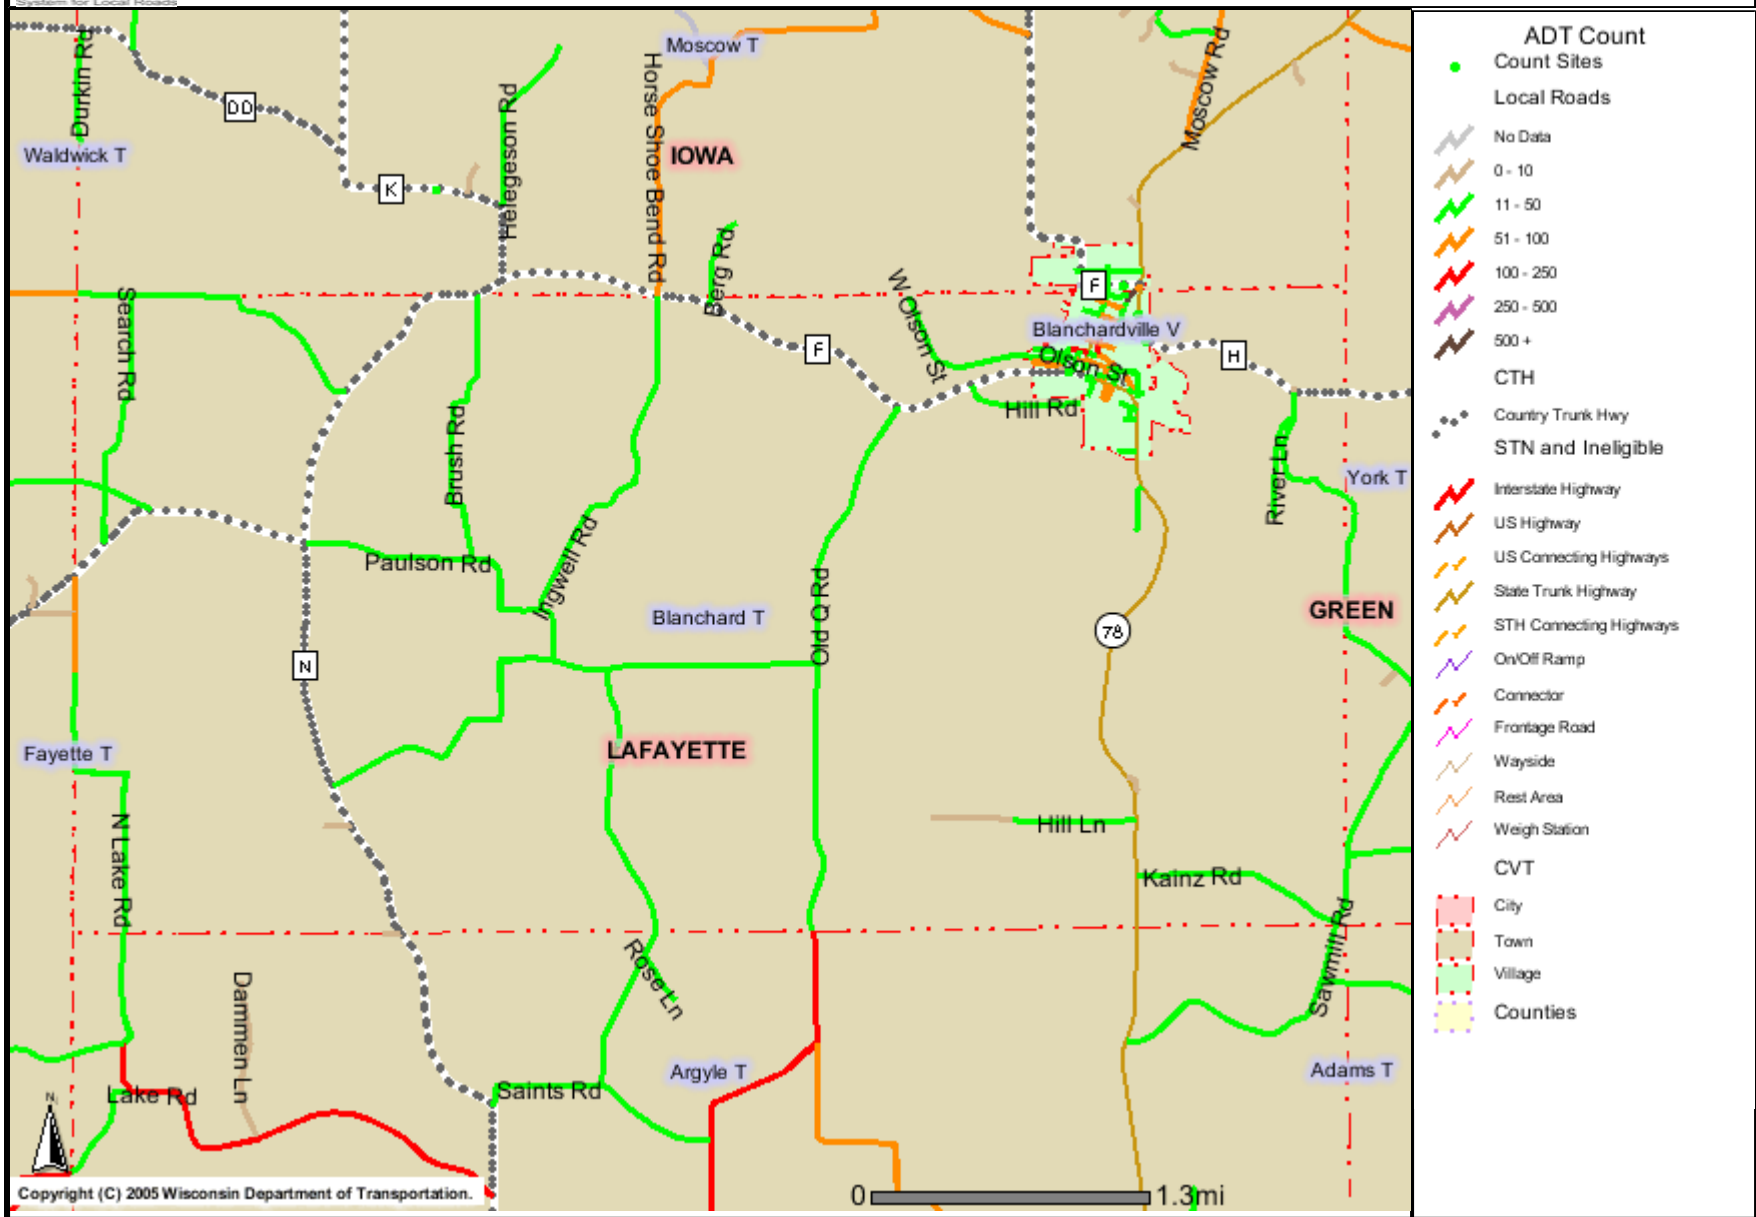 System for Local Roads
Durkin Rd
DD
Waldwick T
K
Helegeson Rd
Horse Shoe Bend Rd
Moscow T
IOWA
Berg Rd
Moscow Rd
F
Blanchardville V
W Olson St
Olson St
F
H
3
Hill Rd
Search Rd
Brush Rd
River Ln
York T
Paulson Rd
Ingwell Rd
Blanchard T
Old Q Rd
78
GREEN
N
Fayette T
LAFAYETTE
N Lake Rd
Hill Ln
Kainz Rd
Rose Ln
Sawmill Rd
Dammen Ln
Lake Rd
Saints Rd
Argyle T
Adams T
N
Copyright (C) 2005 Wisconsin Department of Transportation.
0 1.3mi
ADT Count
Count Sites
Local Roads
No Data
0 - 10
11 - 50
51 - 100
100 - 250
250 - 500
500 +
CTH
Country Trunk Hwy
STN and Ineligible
Interstate Highway
US Highway
US Connecting Highways
State Trunk Highway
STH Connecting Highways
On/Off Ramp
Connector
Frontage Road
Wayside
Rest Area
Weigh Station
CVT
City
Town
Village
Counties